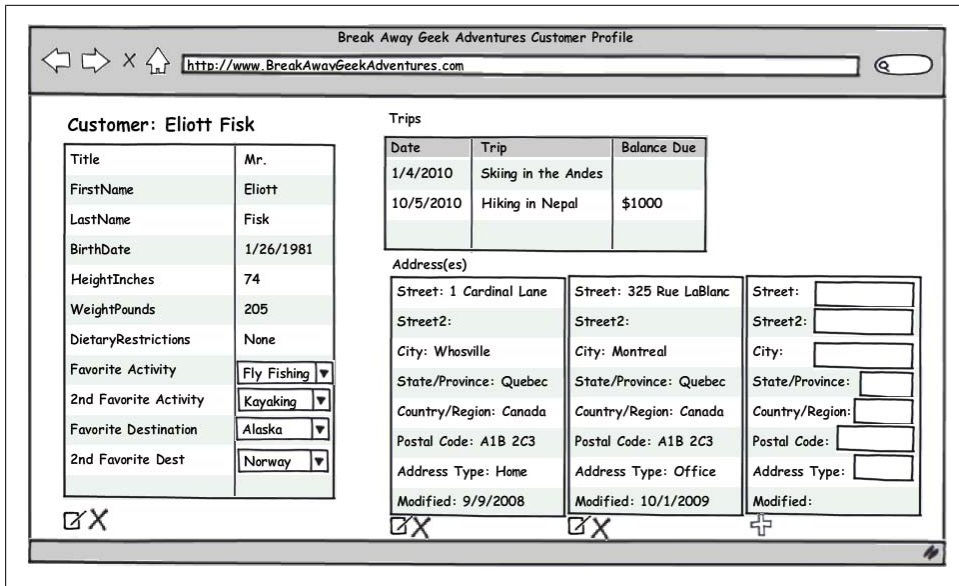 Break Away Geek Adventures Customer Profile
http://www.BreakAwayGeekAdventures.com
Customer: Eliott Fisk
Title Mr.
FirstName Eliott
LastName Fisk
BirthDate 1/26/1981
HeightInches 74
WeightPounds 205
DietaryRestrictions None
Favorite Activity Fly Fishing
2nd Favorite Activity Kayaking
Favorite Destination Alaska
2nd Favorite Dest Norway
Trips
Date Trip Balance Due
1/4/2010 Skiing in the Andes
10/5/2010 Hiking in Nepal $1000
Address(es)
Street: 1 Cardinal Lane
Street2:
City: Whosville
State/Province: Quebec
Country/Region: Canada
Postal Code: A1B 2C3
Address Type: Home
Modified: 9/9/2008
Street: 325 Rue LaBlanc
Street2:
City: Montreal
State/Province: Quebec
Country/Region: Canada
Postal Code: A1B 2C3
Address Type: Office
Modified: 10/1/2009
Street:
Street2:
City:
State/Province:
Country/Region:
Postal Code:
Address Type:
Modified: